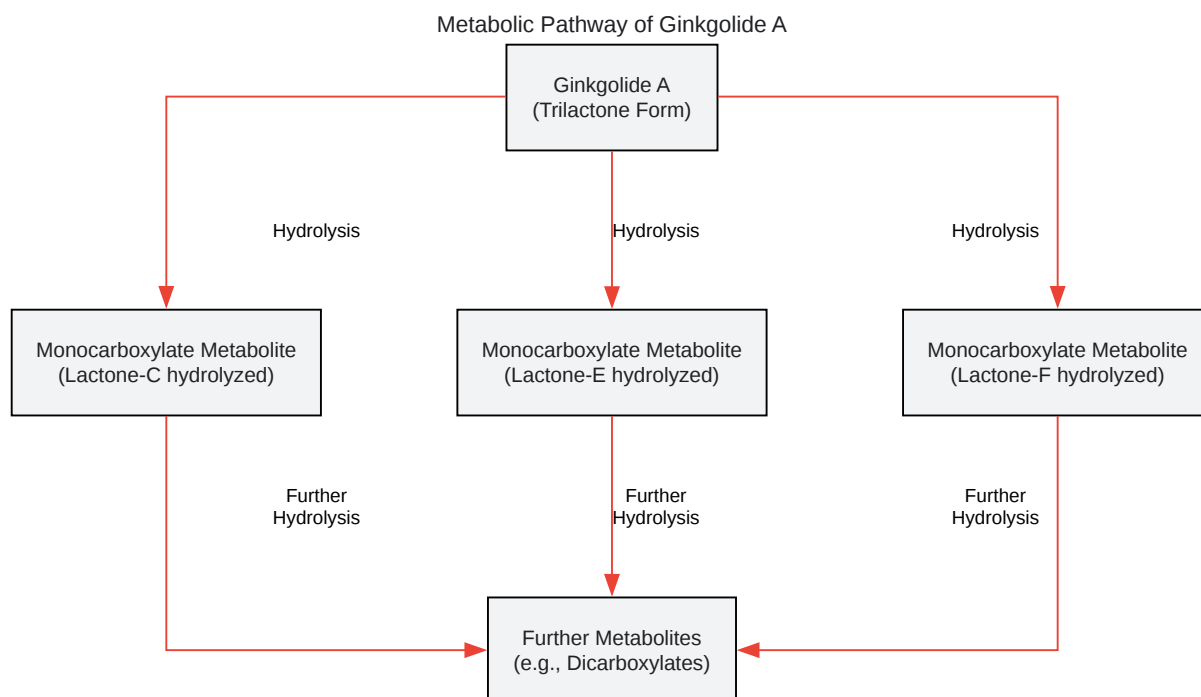 Metabolic Pathway of Ginkgolide A
Ginkgolide A
(Trilactone Form)
Hydrolysis
Hydrolysis
Hydrolysis
Monocarboxylate Metabolite
(Lactone-C hydrolyzed)
Monocarboxylate Metabolite
(Lactone-E hydrolyzed)
Monocarboxylate Metabolite
(Lactone-F hydrolyzed)
Further
Hydrolysis
Further
Hydrolysis
Further
Hydrolysis
Further Metabolites
(e.g., Dicarboxylates)